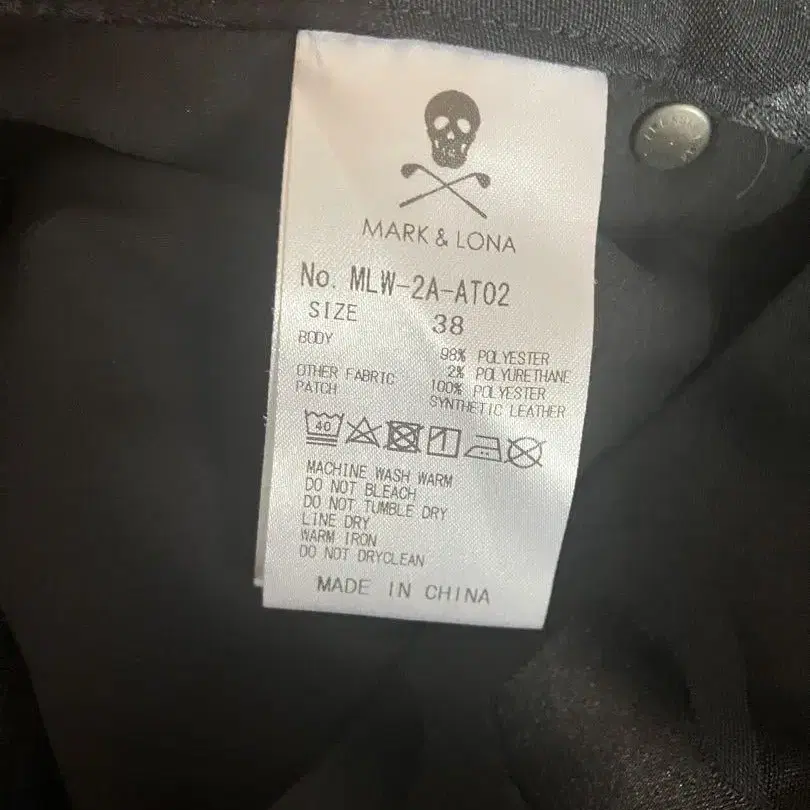 MARK & LONA
No. MLW-2A-AT02
SIZE 38
BODY 98% POLYESTER
2% POLYURETHANE
OTHER FABRIC 100% POLYESTER
PATCH SYNTHETIC LEATHER
40
MACHINE WASH WARM
DO NOT BLEACH
DO NOT TUMBLE DRY
LINE DRY
WARM IRON
DO NOT DRYCLEAN
MADE IN CHINA